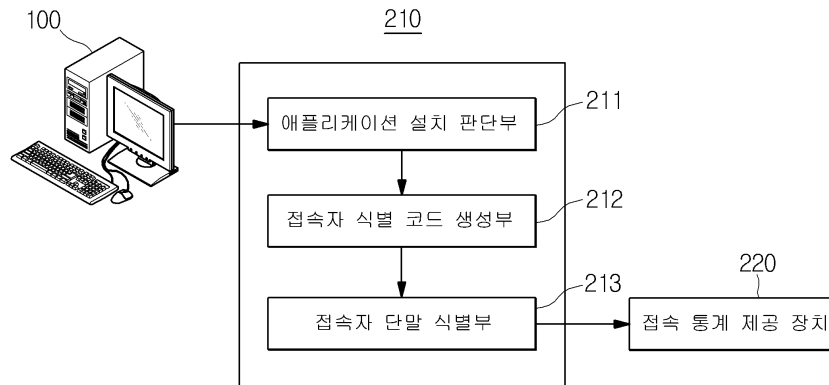 100
210
애플리케이션 설치 판단부
211
접속자 식별 코드 생성부
212
접속자 단말 식별부
213
220
접속 통계 제공 장치